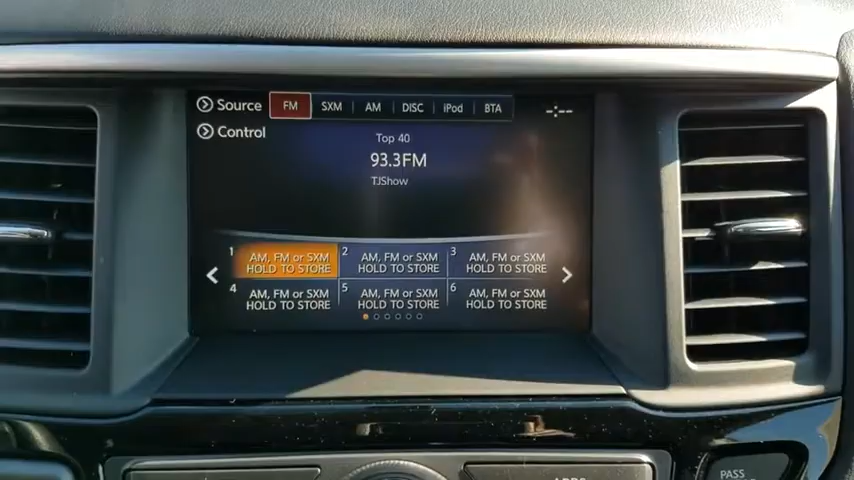 Source FM SXM AM DISC iPod BTA
Control
Top 40
93.3FM
TJShow
1 AM, FM or SXM HOLD TO STORE
2 AM, FM or SXM HOLD TO STORE
3 AM, FM or SXM HOLD TO STORE
4 AM, FM or SXM HOLD TO STORE
5 AM, FM or SXM HOLD TO STORE
6 AM, FM or SXM HOLD TO STORE
PASS